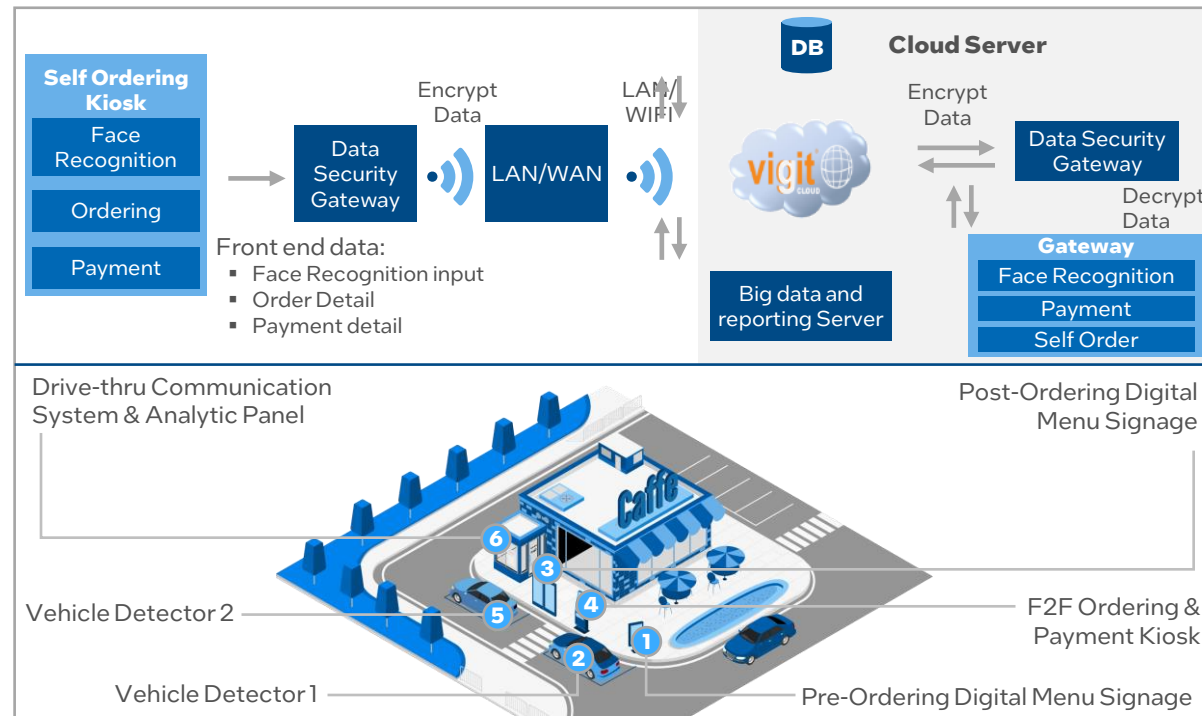 Self Ordering
Kiosk
Face
Recognition
Ordering
Payment
Data
Security
Gateway
Encrypt
Data
LAN/WAN
LAN/
WIFI
Front end data:
▪ Face Recognition input
▪ Order Detail
▪ Payment detail
DB
Cloud Server
vigit
CLOUD
Encrypt
Data
Data Security
Gateway
Decrypt
Data
Big data and
reporting Server
Gateway
Face Recognition
Payment
Self Order
Drive-thru Communication
System & Analytic Panel
Post-Ordering Digital
Menu Signage
Caffe
6
3
4
5
1
2
Vehicle Detector 2
F2F Ordering &
Payment Kiosk
Vehicle Detector 1
Pre-Ordering Digital Menu Signage